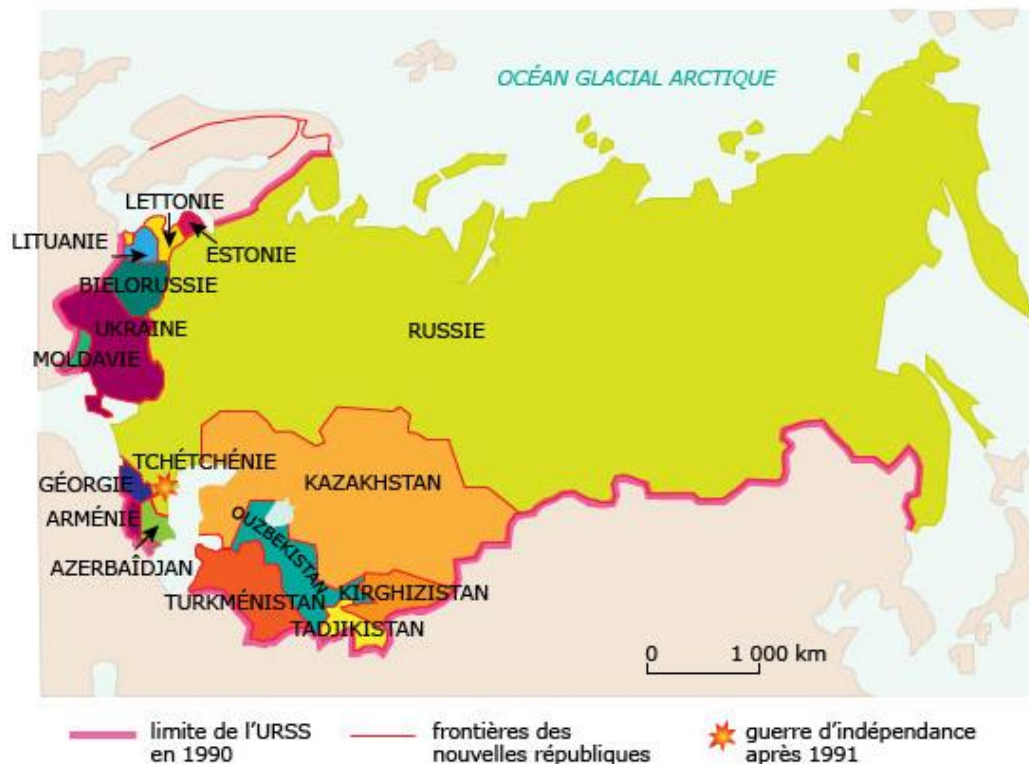 OCÉAN GLACIAL ARCTIQUE
LETTONIE
LITUANIE
ESTONIE
BIELORUSSIE
UKRAINE
RUSSIE
MOLDAVIE
TCHÉTCHÉNIE
GÉORGIE
KAZAKHSTAN
ARMÉNIE
OUZBEKISTAN
AZERBAÎDJAN
KIRGHIZISTAN
TURKMÉNISTAN
TADJIKISTAN
0 1 000 km
limite de l’URSS
en 1990
frontières des
nouvelles républiques
guerre d’indépendance
après 1991